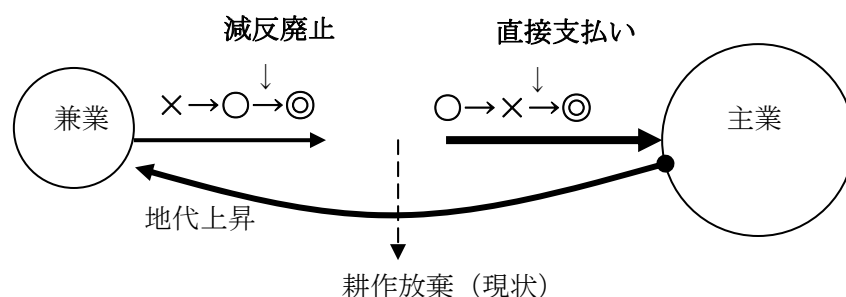 減反廃止
直接支払い
↓
↓
×→○→◎
○→×→◎
兼業
主業
地代上昇
耕作放棄（現状）